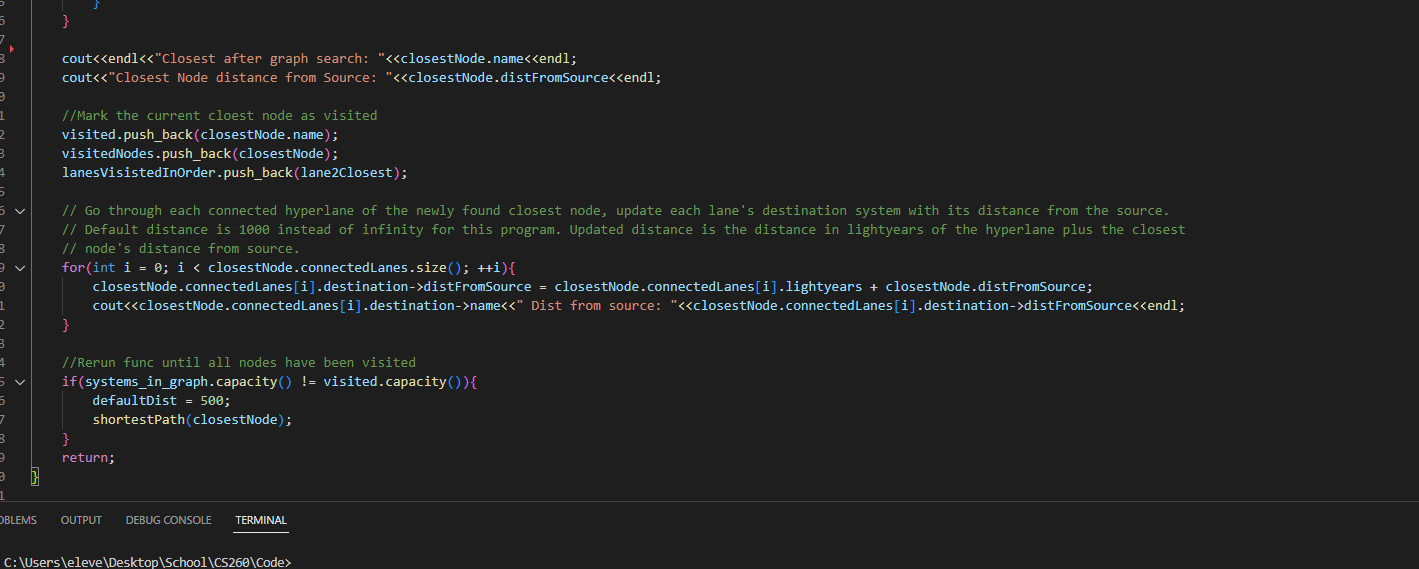 5 }
6 }
7
8 cout<<endl<<"Closest after graph search: "<<closestNode.name<<endl;
9 cout<<"Closest Node distance from Source: "<<closestNode.distFromSource<<endl;
0
1 //Mark the current cloest node as visited
2 visited.push_back(closestNode.name);
3 visitedNodes.push_back(closestNode);
4 lanesVisistedInOrder.push_back(lane2Closest);
5
6 // Go through each connected hyperlane of the newly found closest node, update each lane's destination system with its distance from the source.
7 // Default distance is 1000 instead of infinity for this program. Updated distance is the distance in lightyears of the hyperlane plus the closest
8 // node's distance from source.
9 for(int i = 0; i < closestNode.connectedLanes.size(); ++i){
0 closestNode.connectedLanes[i].destination->distFromSource = closestNode.connectedLanes[i].lightyears + closestNode.distFromSource;
1 cout<<closestNode.connectedLanes[i].destination->name<<" Dist from source: "<<closestNode.connectedLanes[i].destination->distFromSource<<endl;
2 }
3
4 //Rerun func until all nodes have been visited
5 if(systems_in_graph.capacity() != visited.capacity()){
6 defaultDist = 500;
7 shortestPath(closestNode);
8 }
9 return;
0 }
1
OBLEMS OUTPUT DEBUG CONSOLE TERMINAL
C:\Users\eleve\Desktop\School\CS260\Code>